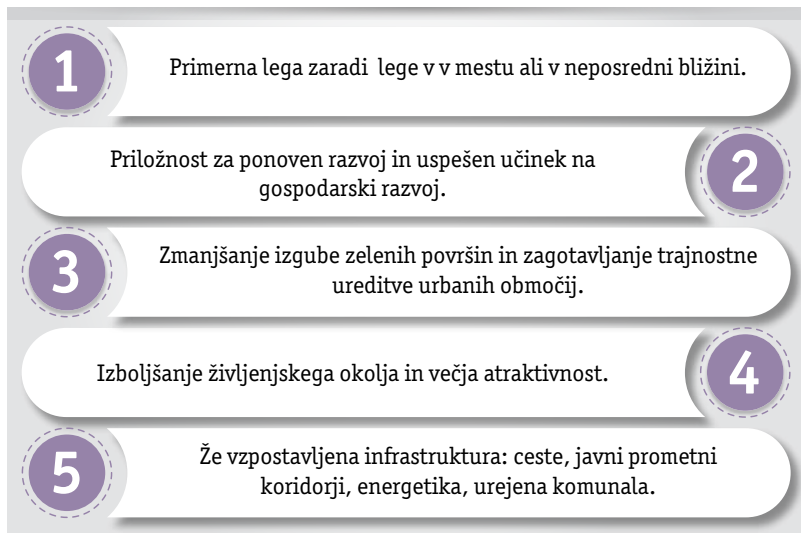 1
Primerna lega zaradi lege v v mestu ali v neposredni bližini.
Priložnost za ponoven razvoj in uspešen učinek na
gospodarski razvoj.
2
3
Zmanjšanje izgube zelenih površin in zagotavljanje trajnostne
ureditve urbanih območij.
Izboljšanje življenjskega okolja in večja atraktivnost.
4
5
Že vzpostavljena infrastruktura: ceste, javni prometni
koridorji, energetika, urejena komunala.